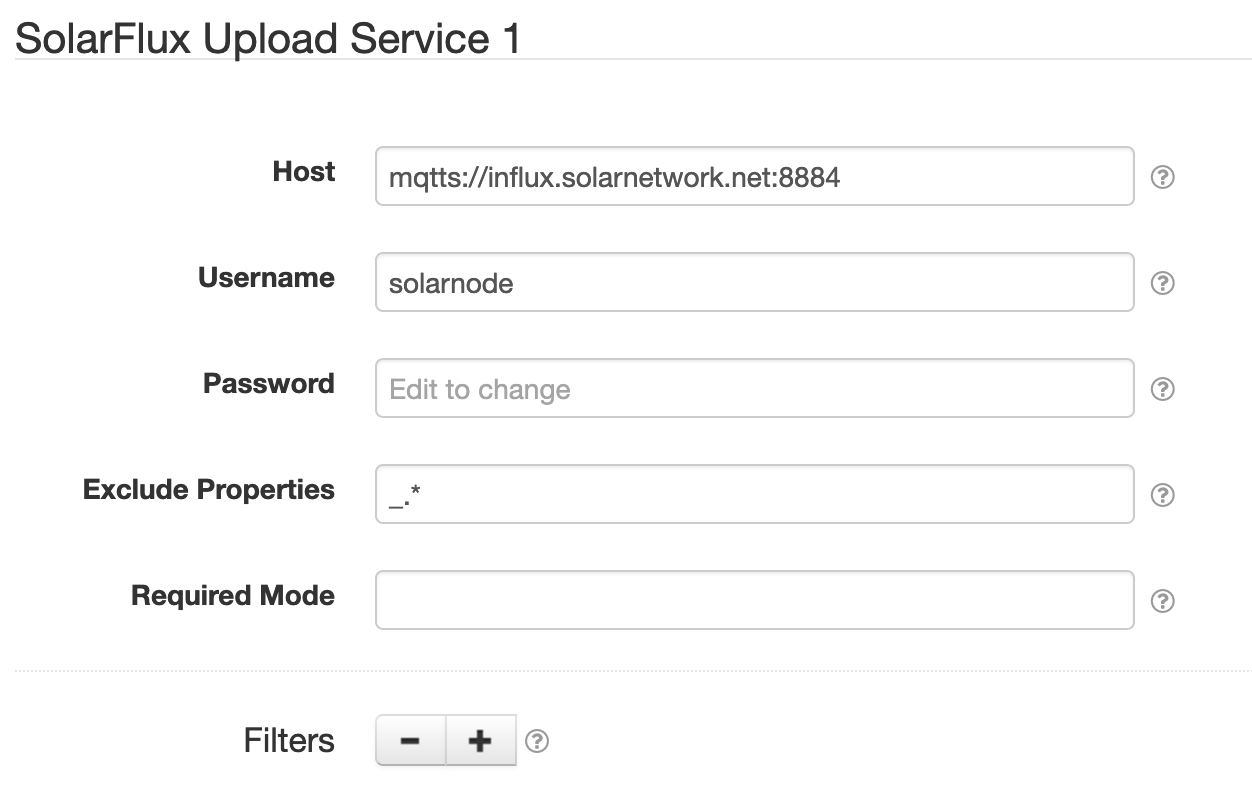 SolarFlux Upload Service 1
Host mqtts://influx.solarnetwork.net:8884 ?
Username solarnode ?
Password Edit to change ?
Exclude Properties _.* ?
Required Mode ?
Filters - + ?